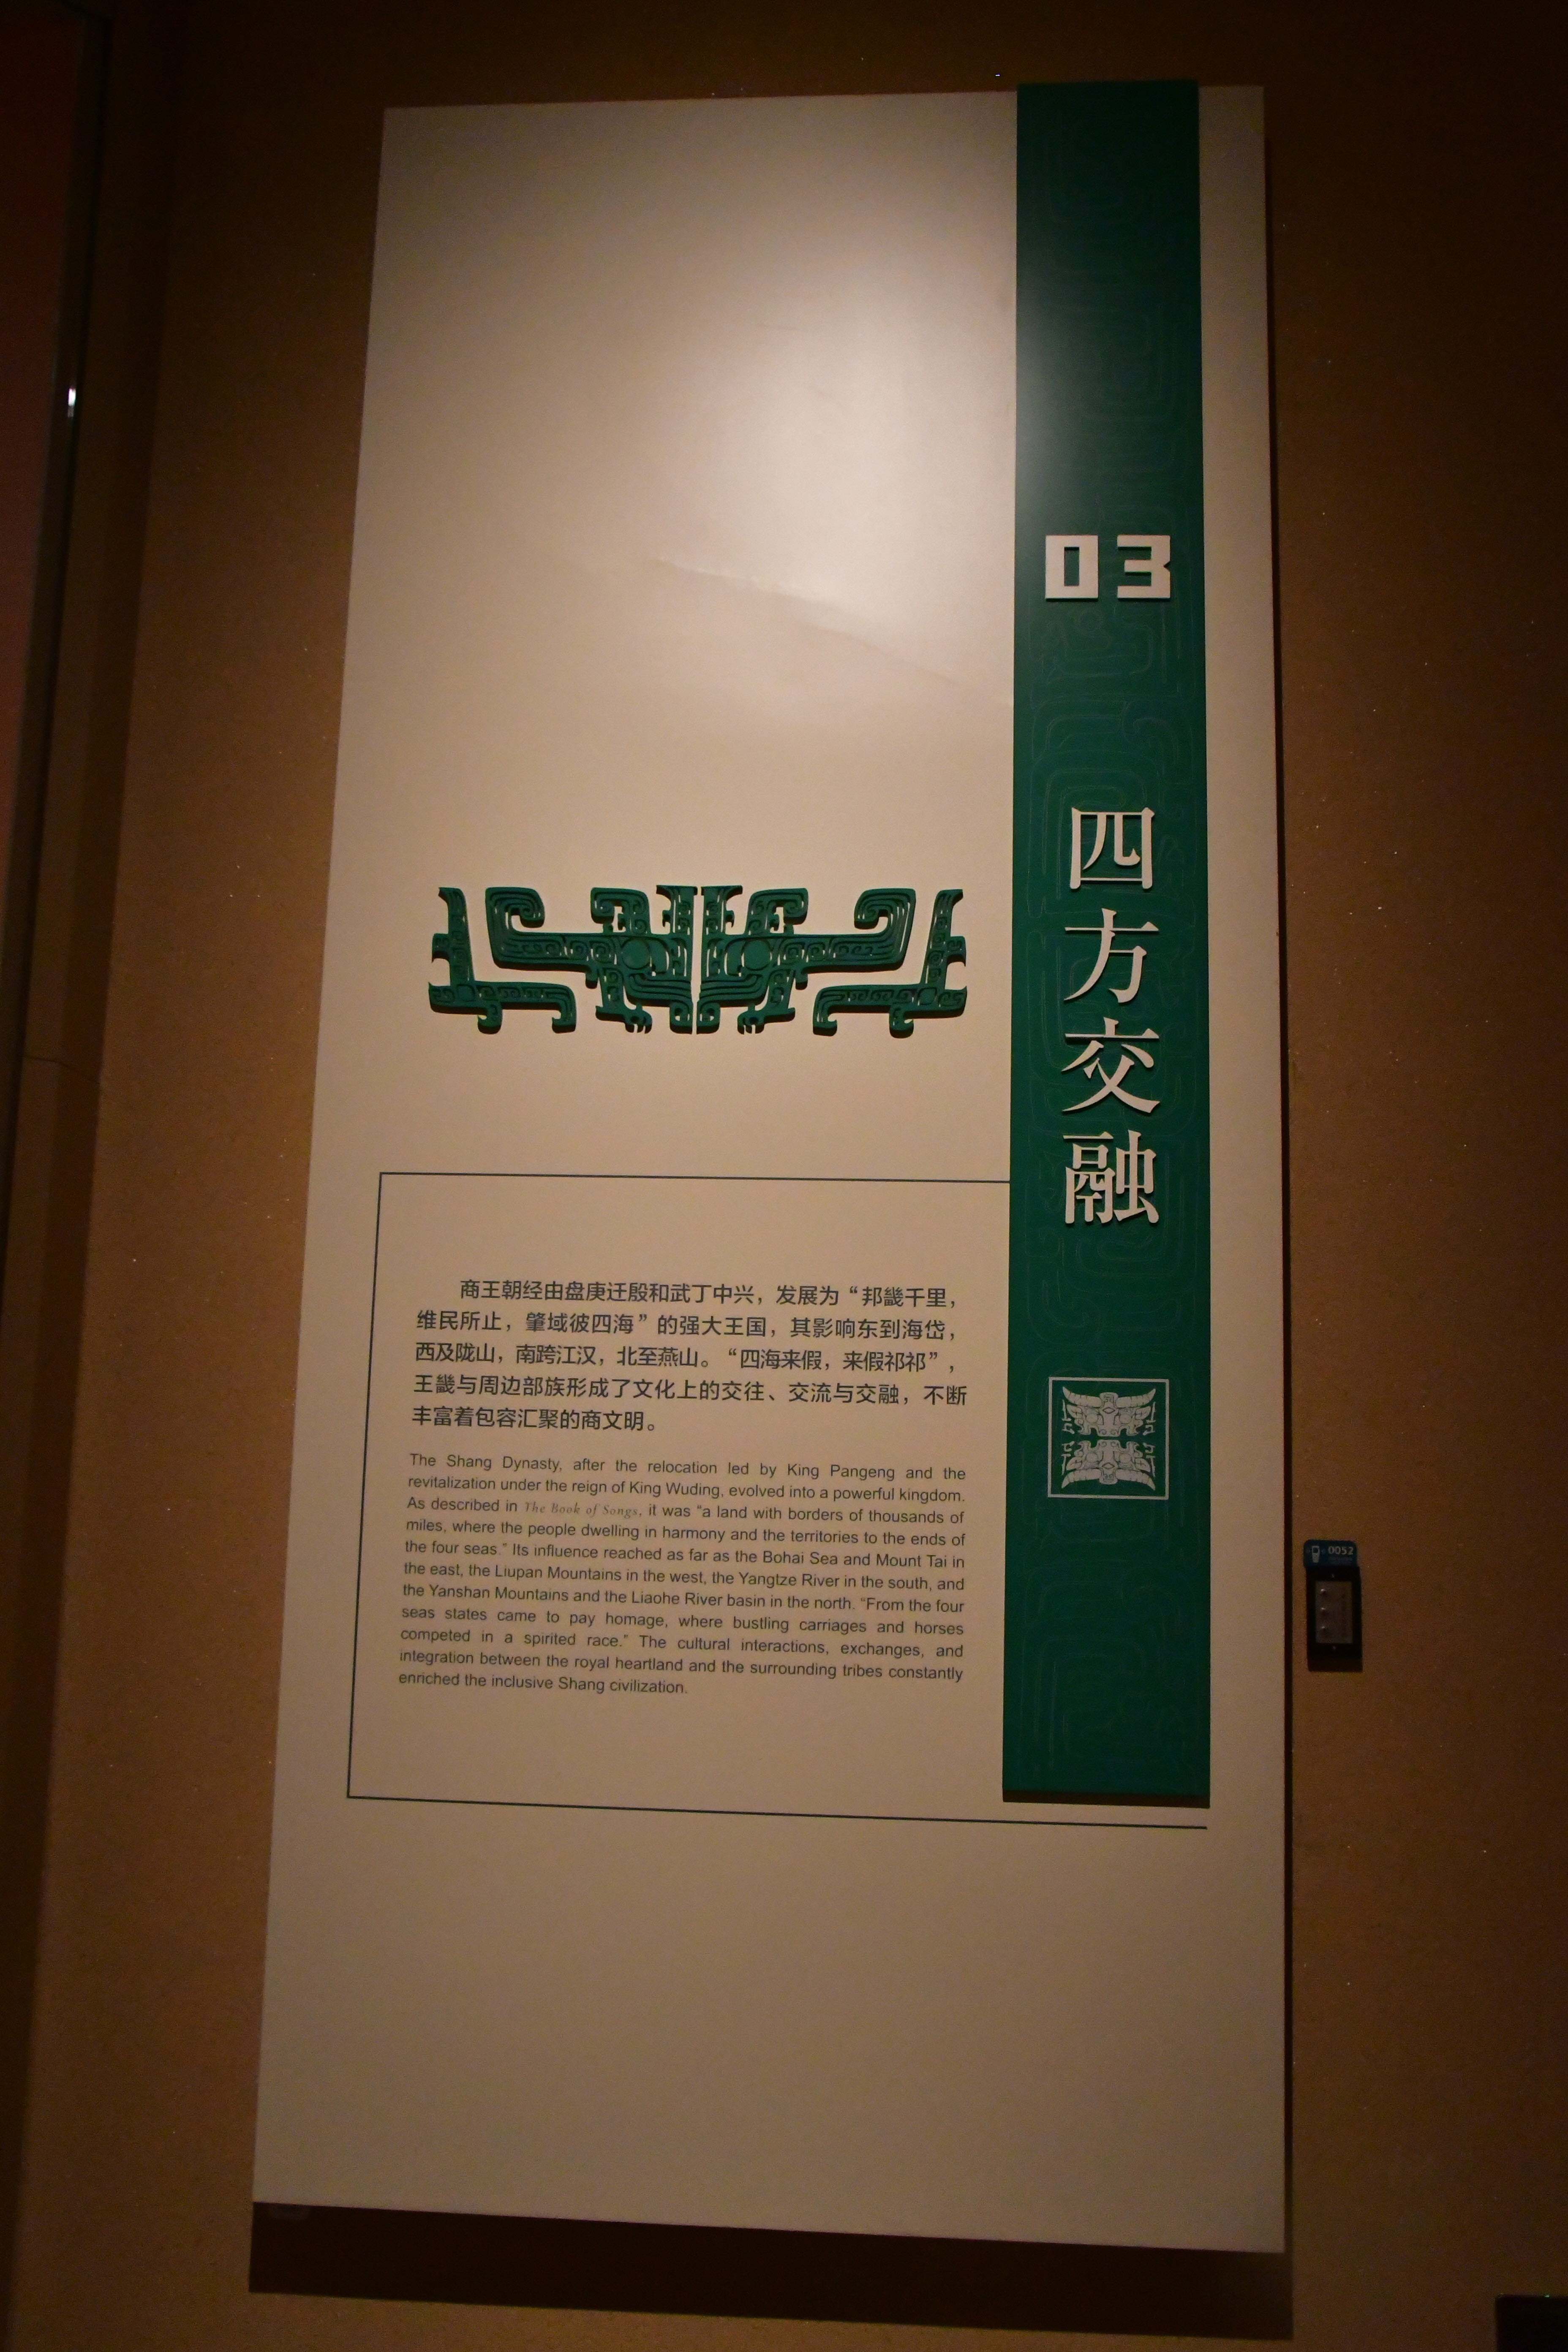 03
四方交融
商王朝经由盘庚迁殷和武丁中兴，发展为“邦畿千里，
维民所止，肇域彼四海”的强大王国，其影响东到海岱，
西及陇山，南跨江汉，北至燕山。“四海来假，来假祁祁”，
王畿与周边部族形成了文化上的交往、交流与交融，不断
丰富着包容汇聚的商文明。
The Shang Dynasty, after the relocation led by King Pangeng and the
revitalization under the reign of King Wuding, evolved into a powerful kingdom.
As described in The Book of Songs, it was “a land with borders of thousands of
miles, where the people dwelling in harmony and the territories to the ends of
the four seas.” Its influence reached as far as the Bohai Sea and Mount Tai in
the east, the Liupan Mountains in the west, the Yangtze River in the south, and
the Yanshan Mountains and the Liaohe River basin in the north. “From the four
seas states came to pay homage, where bustling carriages and horses
competed in a spirited race.” The cultural interactions, exchanges, and
integration between the royal heartland and the surrounding tribes constantly
enriched the inclusive Shang civilization.
0052